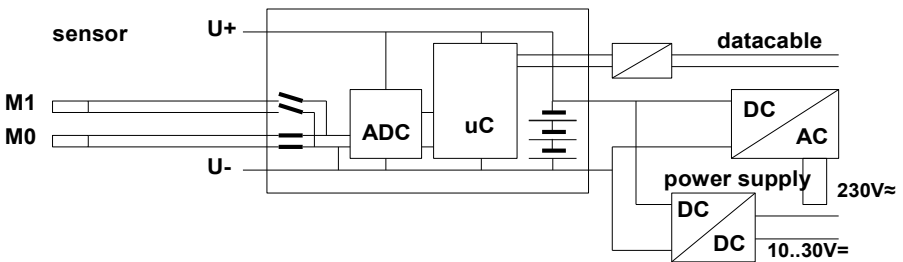 sensor
U+
datacable
M1
M0
ADC
uC
DC
AC
U-
power supply
230V≈
DC
DC
10..30V=